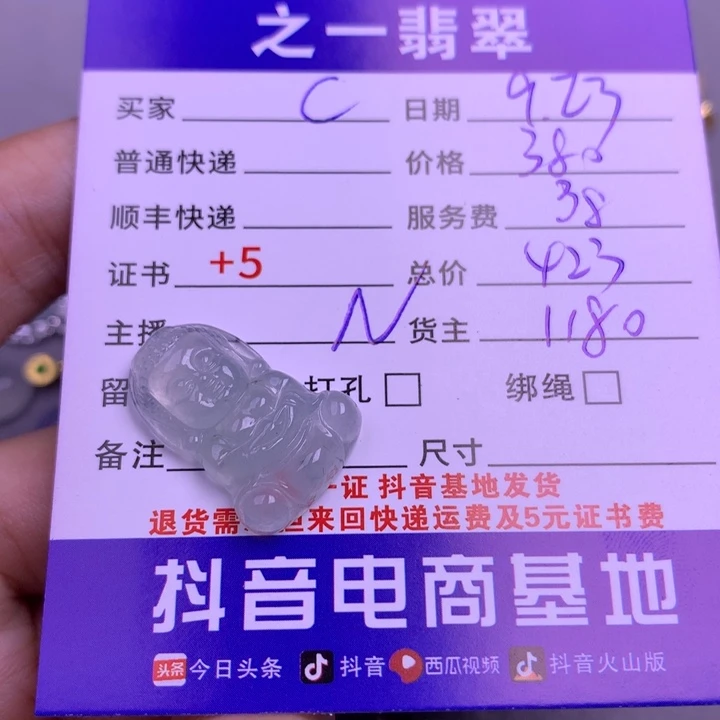 之一翡翠
买家 C 日期 9.23
普通快递 价格 380
顺丰快递 服务费 38
证书 +5 总价 423
主播 N 货主 1180
留 打孔 □ 绑绳 □
备注 尺寸
一证 抖音基地发货
退货需 来回快递运费及5元证书费
抖音电商基地
头条 今日头条 抖音 西瓜视频 抖音火山版